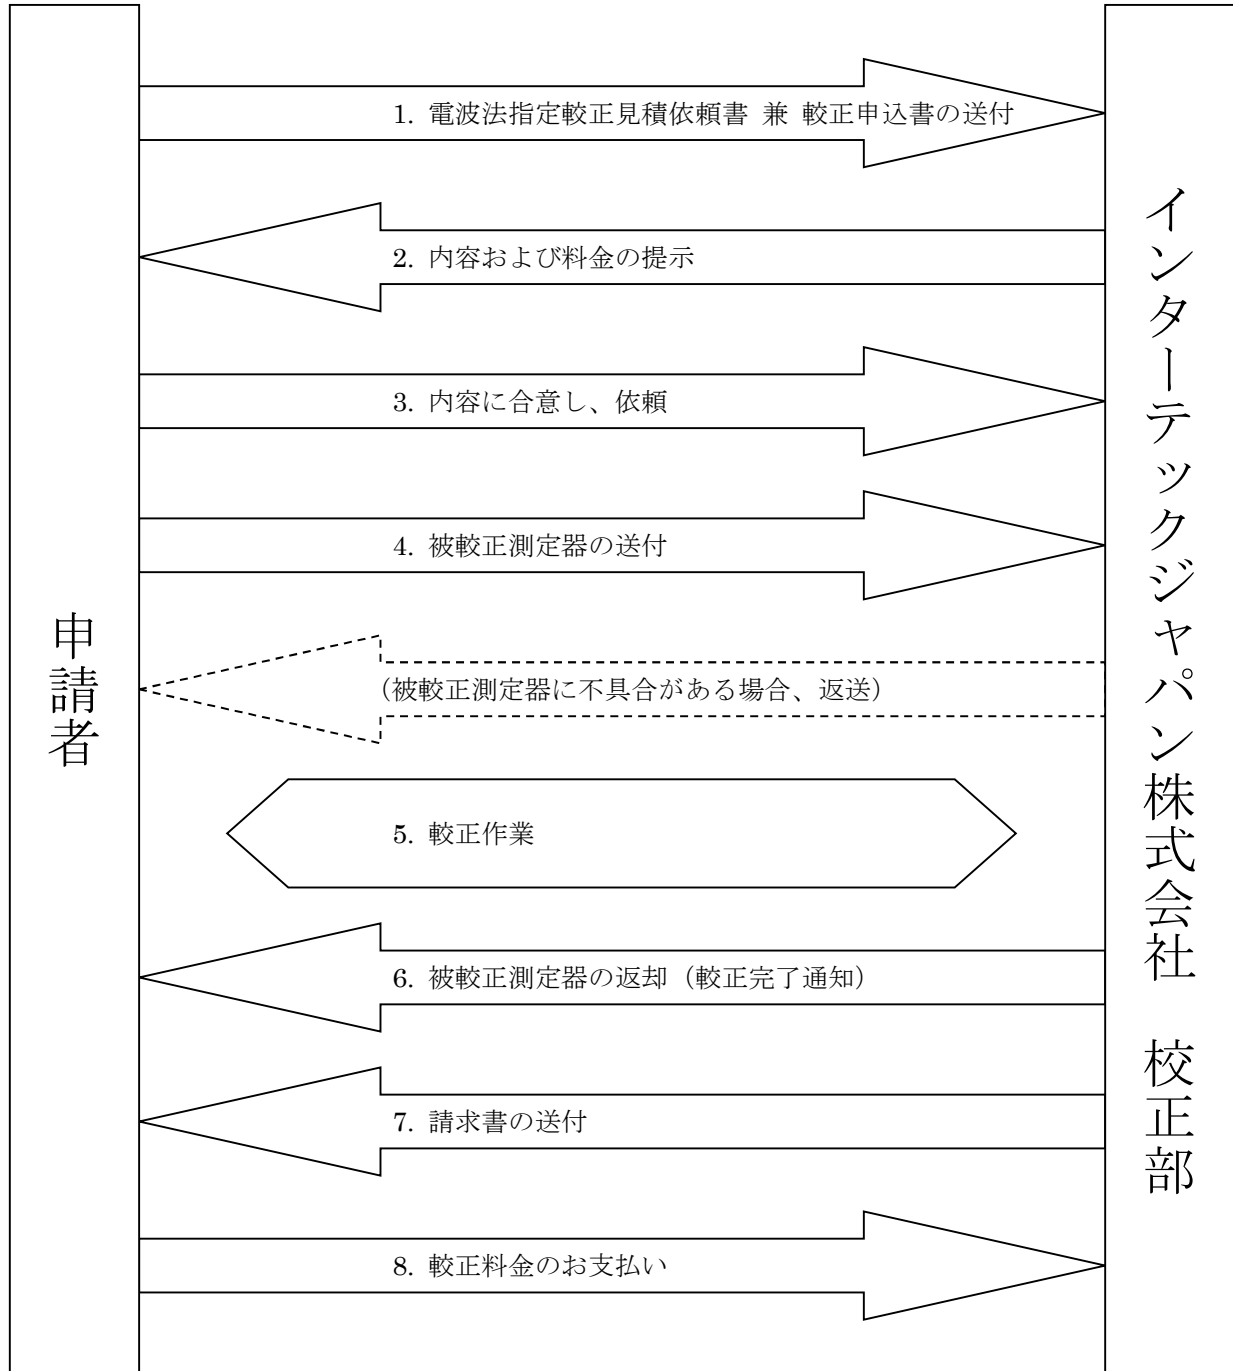 1. 電波法指定較正見積依頼書 兼 較正申込書の送付
2. 内容および料金の提示
3. 内容に合意し、依頼
4. 被較正測定器の送付
(被較正測定器に不具合がある場合、返送)
5. 較正作業
6. 被較正測定器の返却（較正完了通知）
7. 請求書の送付
8. 較正料金のお支払い
申請者
インターテックジャパン株式会社 校正部